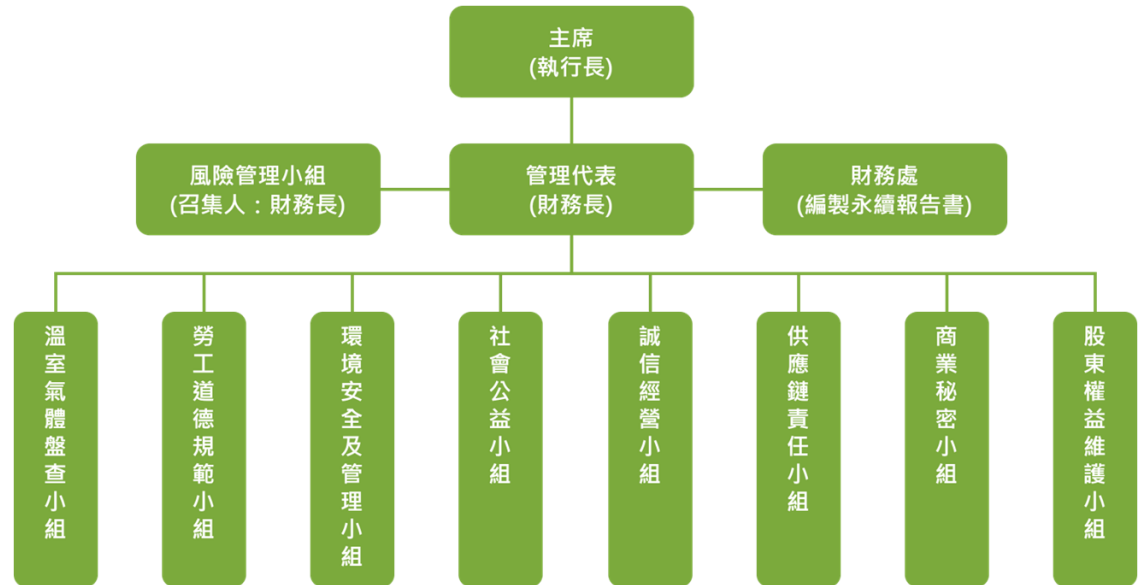 主席
(執行長)
風險管理小組
(召集人：財務長)
管理代表
(財務長)
財務處
(編製永續報告書)
溫室氣體盤查小組
勞工道德規範小組
環境安全及管理小組
社會公益小組
誠信經營小組
供應鏈責任小組
商業秘密小組
股東權益維護小組